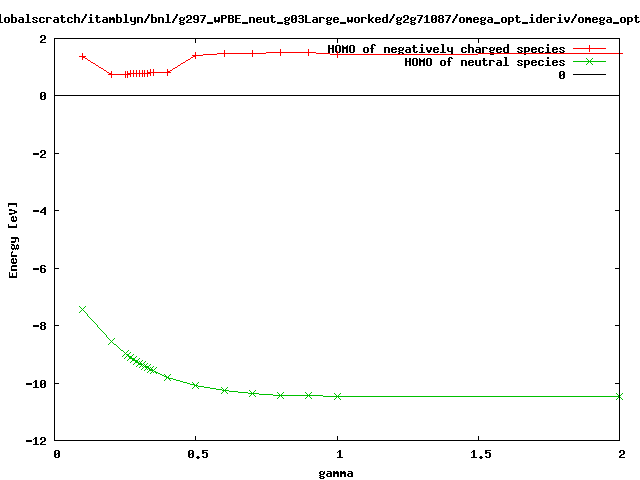 lobalscratch/itamblyn/bnl/g297_wPBE_neut_g03Large_worked/g2g71087/omega_opt_ideriv/omega_opt
HOMO of negatively charged species
HOMO of neutral species
0
2
0
-2
-4
-6
-8
-10
-12
Energy [eV]
0 0.5 1 1.5 2
gamma